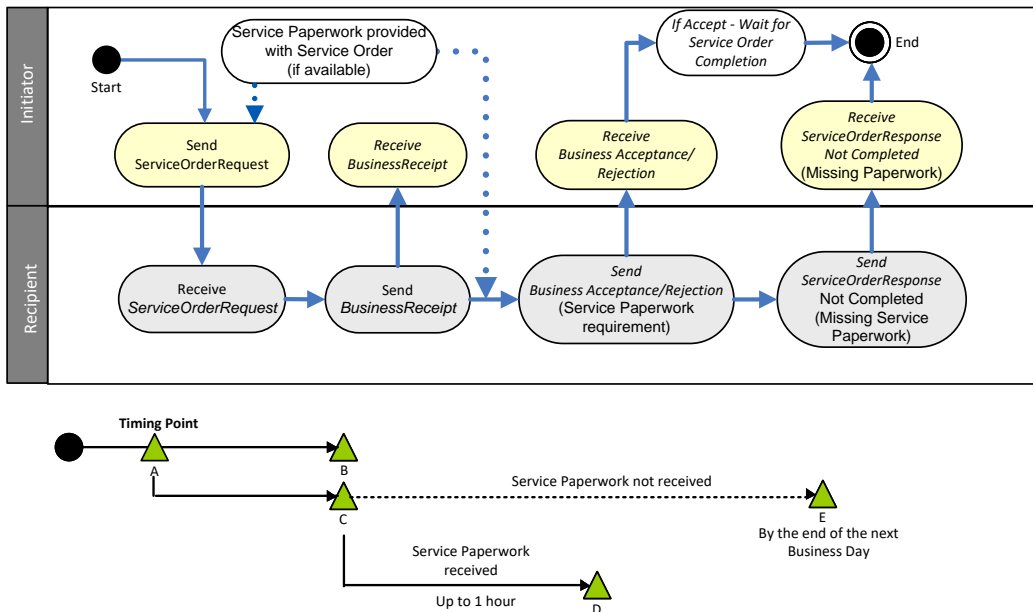 Initiator
Start
Service Paperwork provided
with Service Order
(if available)
If Accept - Wait for
Service Order
Completion
End
Send
ServiceOrderRequest
Receive
BusinessReceipt
Receive
Business Acceptance/
Rejection
Receive
ServiceOrderResponse
Not Completed
(Missing Paperwork)
Recipient
Receive
ServiceOrderRequest
Send
BusinessReceipt
Send
Business Acceptance/Rejection
(Service Paperwork
requirement)
Send
ServiceOrderResponse
Not Completed
(Missing Service
Paperwork)
Timing Point
A
B
C
Service Paperwork not received
E
By the end of the next
Business Day
Service Paperwork
received
Up to 1 hour
D